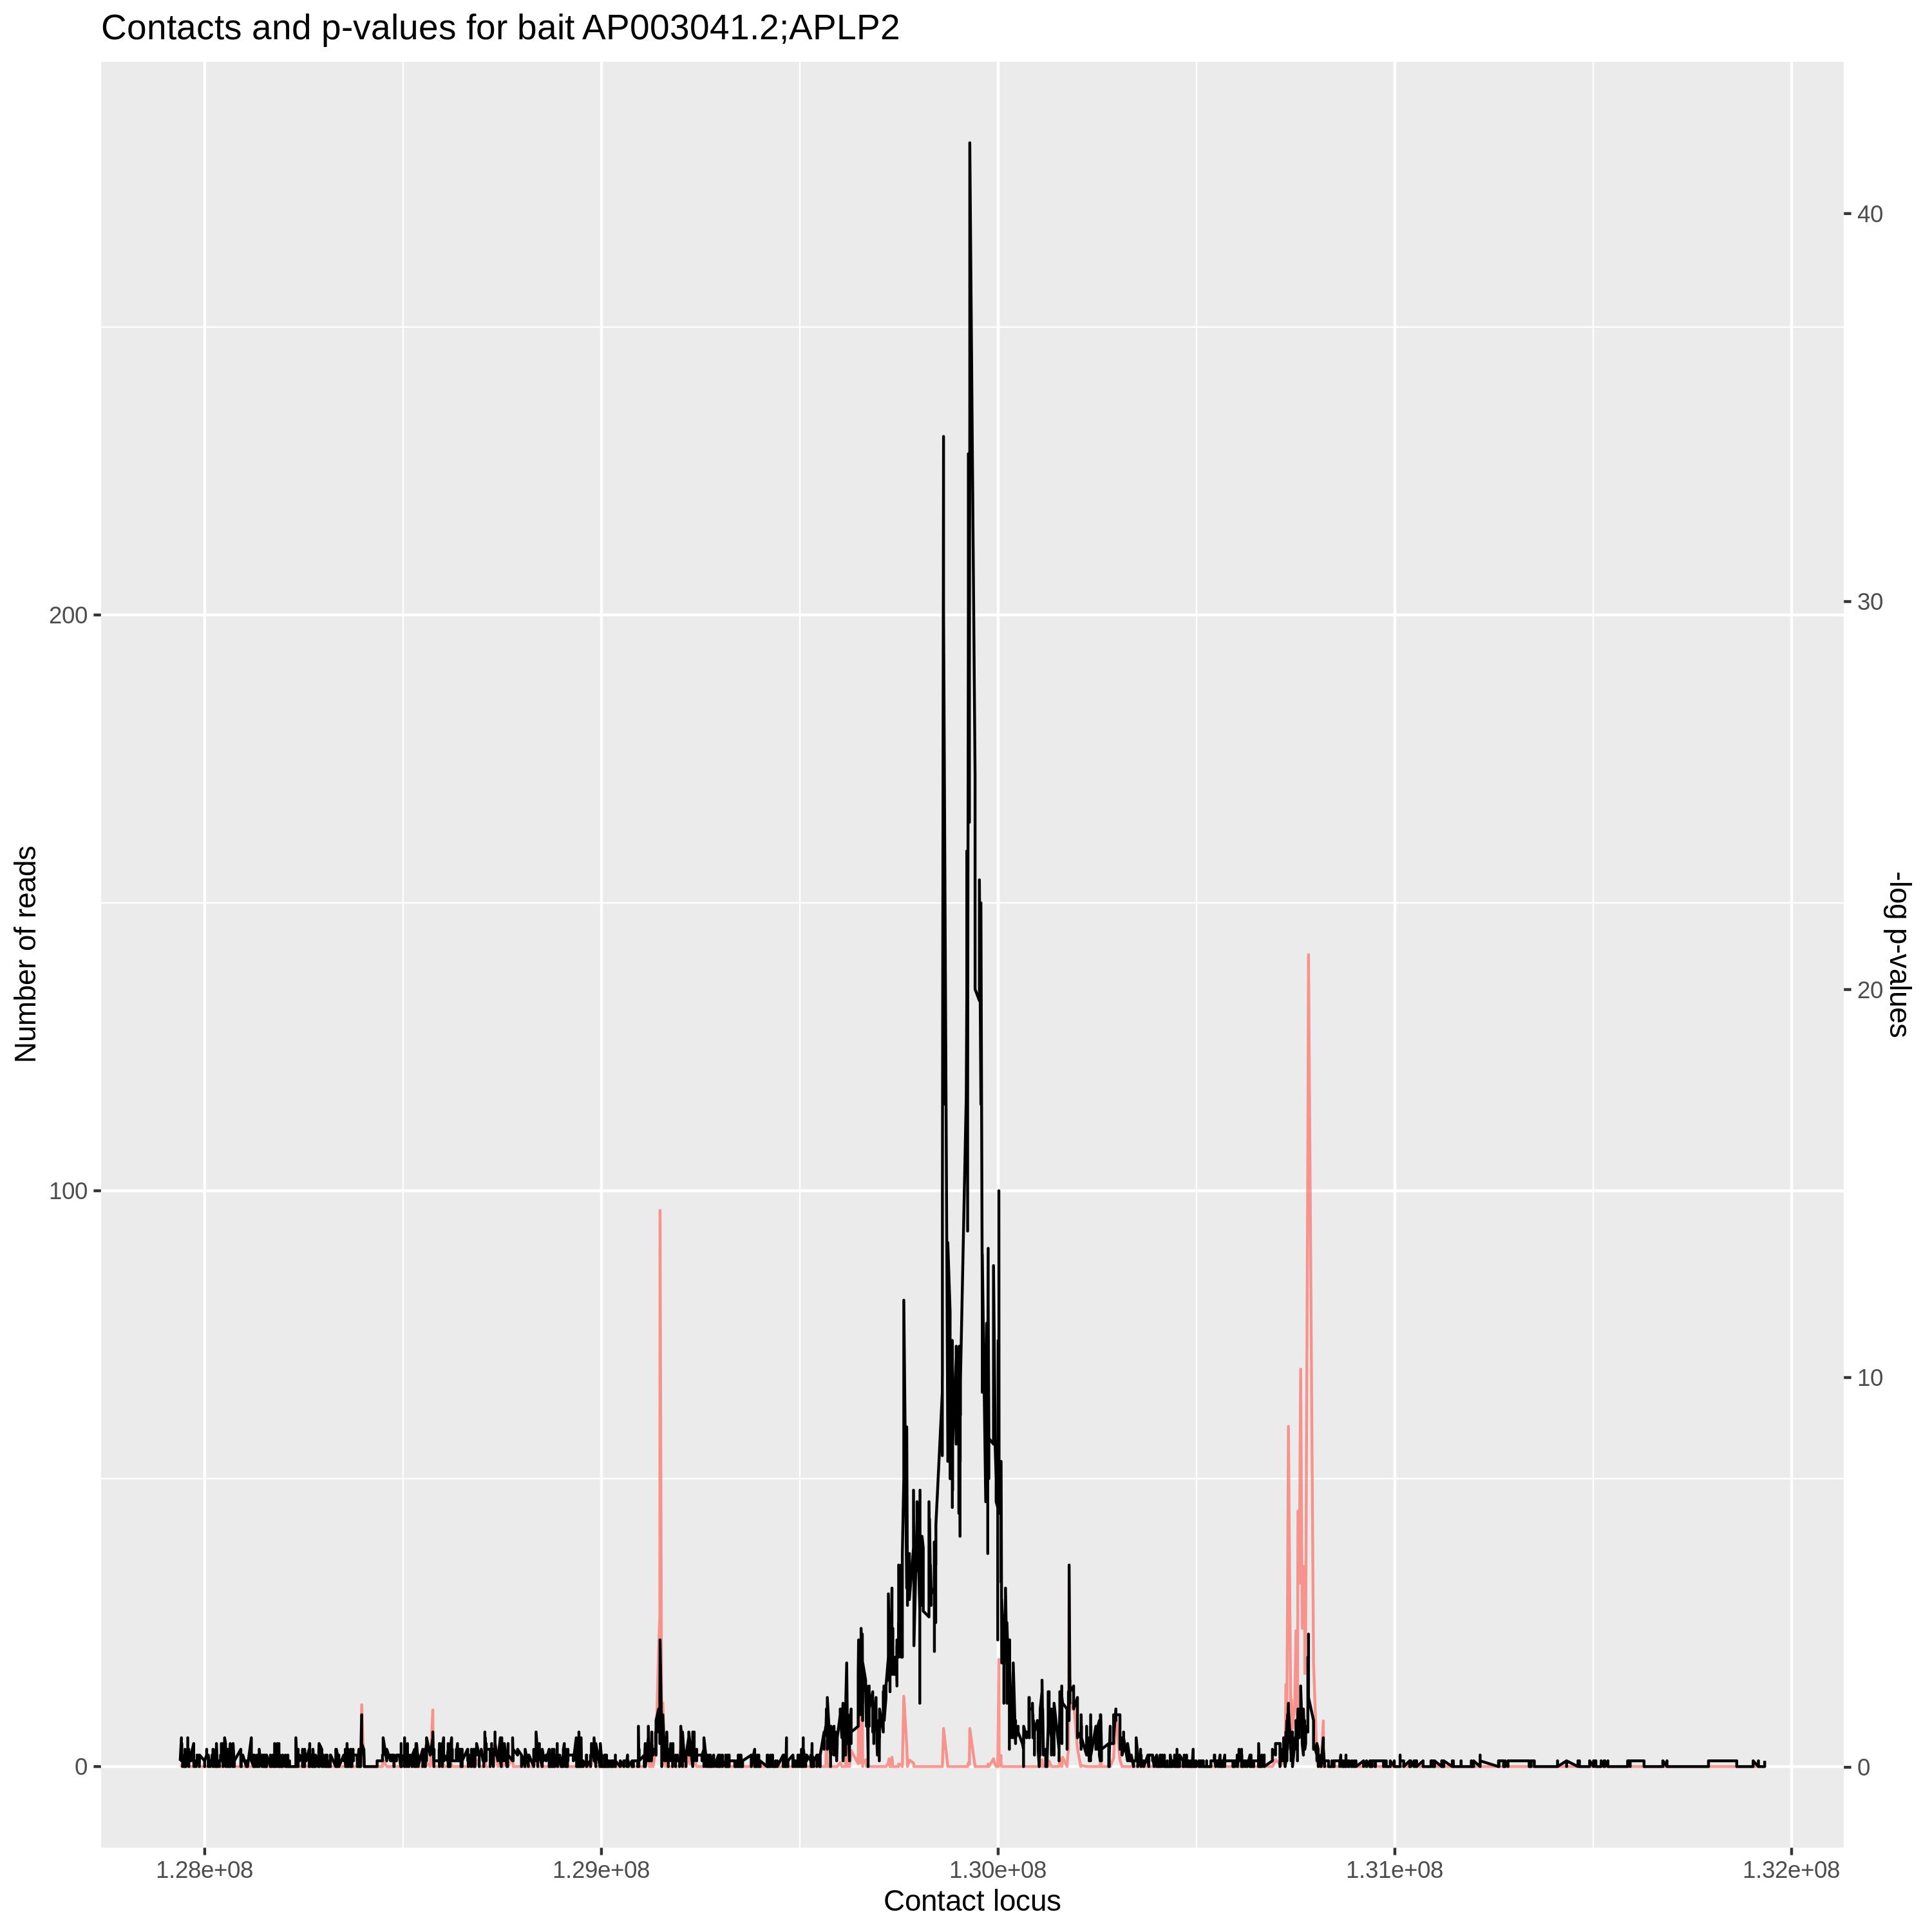 Contacts and p-values for bait AP003041.2;APLP2
Number of reads
200
100
0
40
30
20
10
0
-log p-values
1.28e+08
1.29e+08
1.30e+08
1.31e+08
1.32e+08
Contact locus